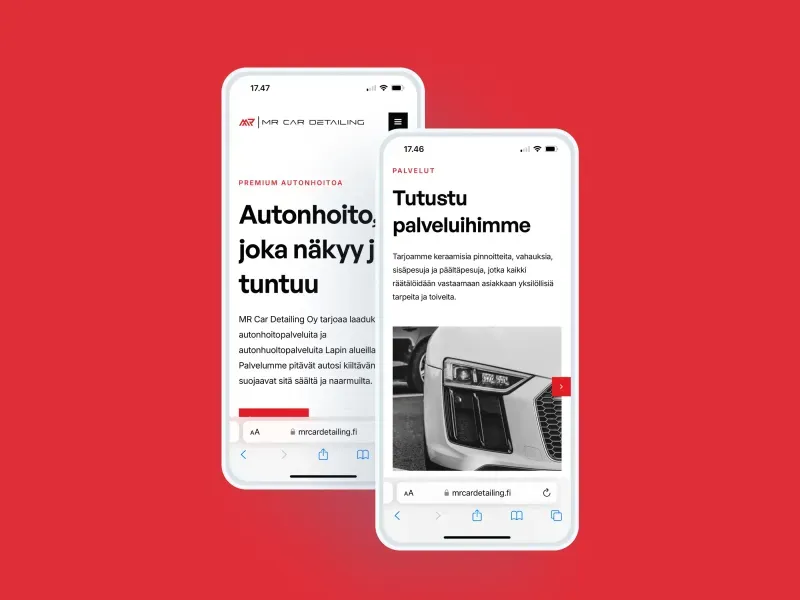 17.47
MR | MR CAR DETAILING
PREMIUM AUTONHOITOA
Autonhoito,
joka näkyy j
tuntuu
MR Car Detailing Oy tarjoaa laaduk
autonhoitopalveluita ja
autonhuoltopalveluita Lapin alueilla
Palvelumme pitävät autosi kiiltävän
suojaavat sitä säältä ja naarmuilta.
AA mrcardetailing.fi
17.46
PALVELUT
Tutustu
palveluihimme
Tarjoamme keraamisia pinnoitteita, vahauksia,
sisäpesuja ja päältäpesuja, jotka kaikki
räätälöidään vastaamaan asiakkaan yksilöllisiä
tarpeita ja toiveita.
AA mrcardetailing.fi